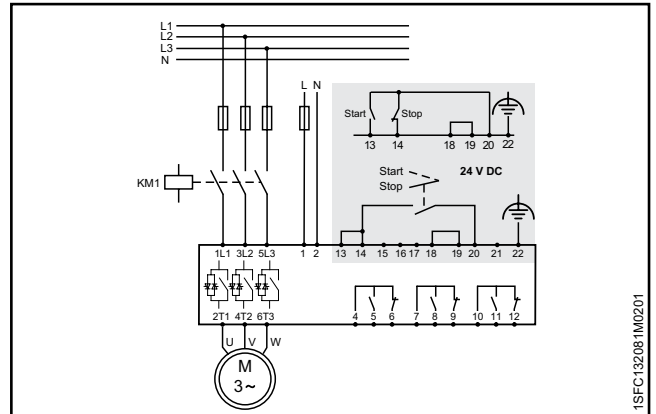 L1
L2
L3
N
L N
Start Stop
13 14 18 19 20 22
Start
Stop
24 V DC
KM1
1L1 3L2 5L3 1 2 13 14 15 16 17 18 19 20 21 22
2T1 4T2 6T3 4 5 6 7 8 9 10 11 12
U V W
M
3~
1SFC132081M0201